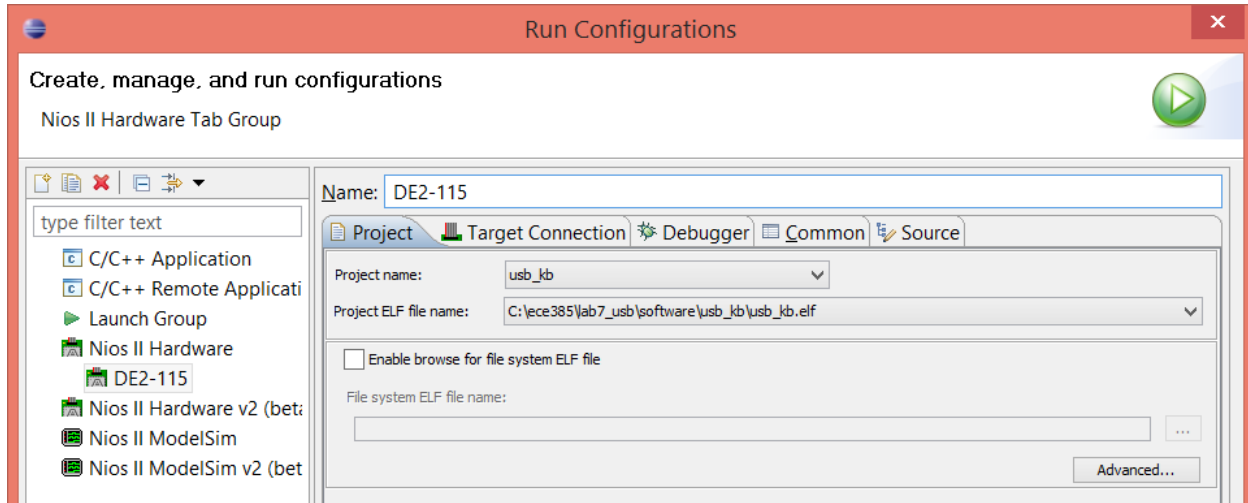 Run Configurations
Create, manage, and run configurations
Nios II Hardware Tab Group
type filter text
C/C++ Application
C/C++ Remote Applicati
Launch Group
Nios II Hardware
DE2-115
Nios II Hardware v2 (beta
Nios II ModelSim
Nios II ModelSim v2 (bet
Name: DE2-115
Project Target Connection Debugger Common Source
Project name: usb_kb
Project ELF file name: C:\ece385\lab7_usb\software\usb_kb\usb_kb.elf
Enable browse for file system ELF file
File system ELF file name:
...
Advanced...